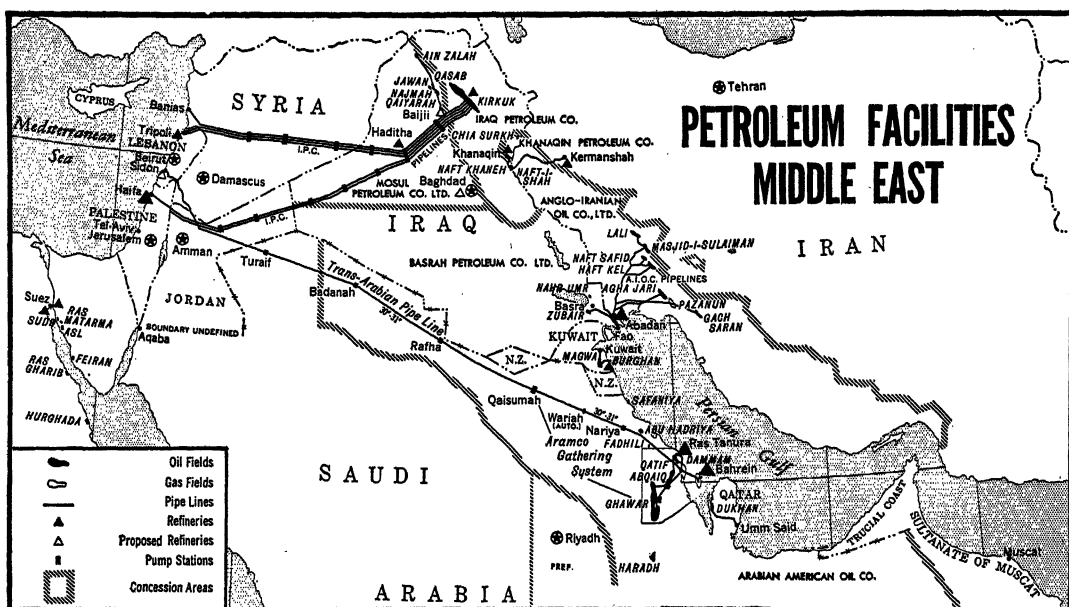 PETROLEUM FACILITIES
MIDDLE EAST
Tehran
CYPRUS
Mediterranean
Sea
SYRIA
Banias
Tripoli
LEBANON
Beirut
Sidon
Damascus
Haifa
PALESTINE
Tel-Aviv
Jerusalem
Amman
JORDAN
BOUNDARY UNDEFINED
Aqaba
Suez
SUDR
RAS
MATARMA
ASL
FEIRAN
RAS
GHARIB
HURGHADA
AIN ZALAH
QASAB
JAWAN
NAJMAH
QAIYARAH
Baijii
KIRKUK
IRAQ PETROLEUM CO.
Haditha
I.P.C.
PIPELINES
CHIA SURKH
KHANAQIN PETROLEUM CO.
Khanaqin
Kermanshah
NAFT KHANEH
NAFT-I-
SHAH
MOSUL
PETROLEUM CO. LTD.
Baghdad
I.P.C.
IRAQ
ANGLO-IRANIAN
OIL CO., LTD.
IRAN
LALI
MASJID-I-SULAIMAN
NAFT SAFID
HAFT KEL
A.I.O.C. PIPELINES
BASRAH PETROLEUM CO. LTD.
NAHR UMR
AGHA JARI
Basra
ZUBAIR
PAZANUN
GACH
SARAN
Abadan
Fao
KUWAIT
Kuwait
MAGWA
BURGHAN
N.Z.
N.Z.
Turaif
Badanah
Trans-Arabian Pipe Line
30"-31"
Rafha
Qaisumah
Wariah
(AUTO.)
30"-31"
Nariya
SAFANIYA
Persian
Gulf
ABU HADRIYA
FADHILI
Aramco
Gathering
System
Ras Tanura
DAMMAM
QATIF
Bahrein
ABQAIQ
GHAWAR
QATAR
DUKHAN
Umm Said
TRUCIAL COAST
SULTANATE OF MUSCAT
Muscat
SAUDI
ARABIA
Riyadh
PREF.
HARADH
ARABIAN AMERICAN OIL CO.
Oil Fields
Gas Fields
Pipe Lines
Refineries
Proposed Refineries
Pump Stations
Concession Areas